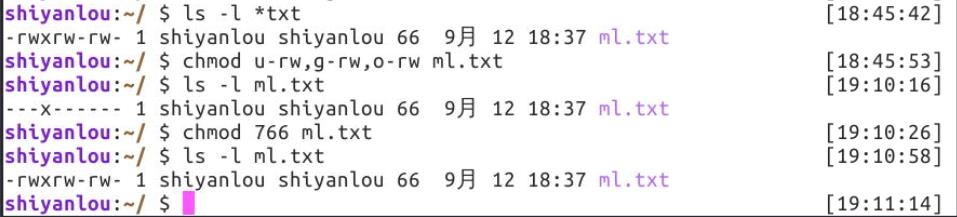 shiyanlou:~/ $ ls -l *txt [18:45:42]
-rwxrw-rw- 1 shiyanlou shiyanlou 66  9月  12 18:37 ml.txt
shiyanlou:~/ $ chmod u-rw,g-rw,o-rw ml.txt [18:45:53]
shiyanlou:~/ $ ls -l ml.txt [19:10:16]
---x------ 1 shiyanlou shiyanlou 66  9月  12 18:37 ml.txt
shiyanlou:~/ $ chmod 766 ml.txt [19:10:26]
shiyanlou:~/ $ ls -l ml.txt [19:10:58]
-rwxrw-rw- 1 shiyanlou shiyanlou 66  9月  12 18:37 ml.txt
shiyanlou:~/ $ [19:11:14]